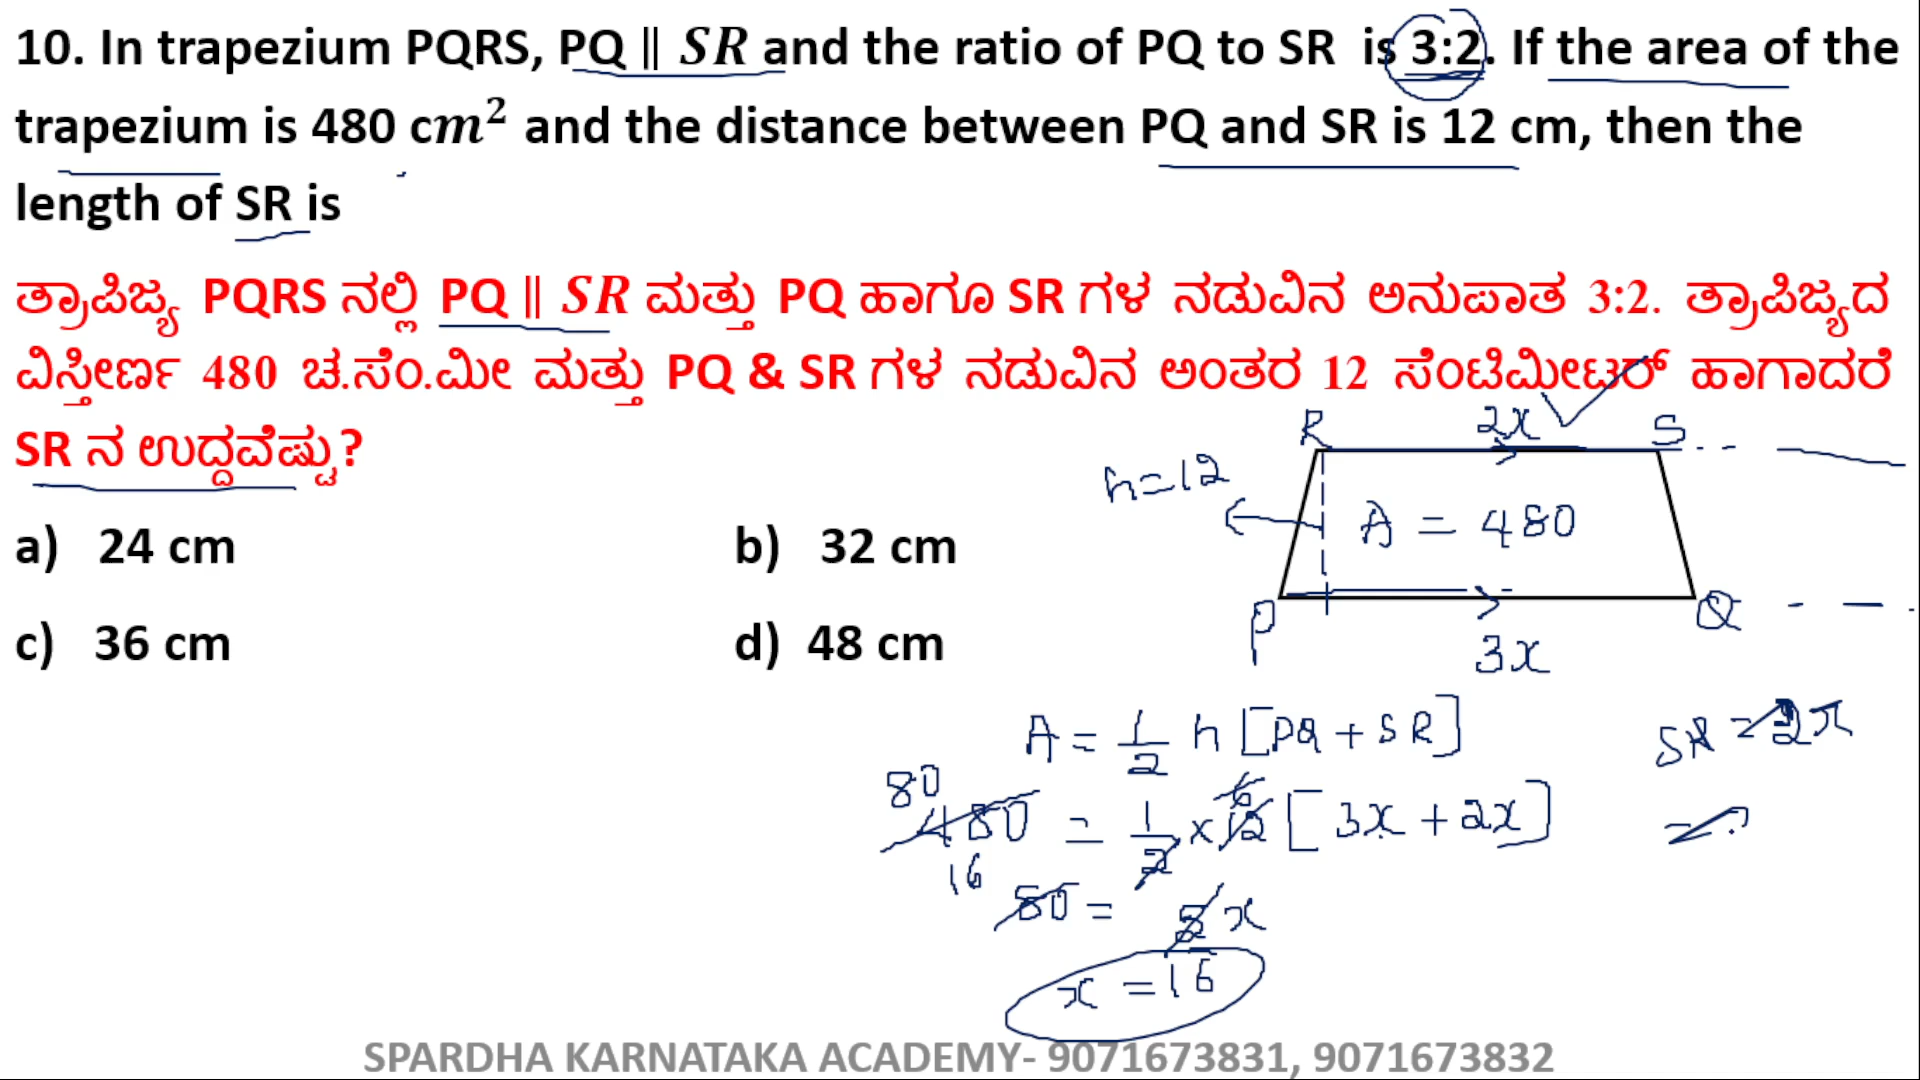 10. In trapezium PQRS, PQ ∥ SR and the ratio of PQ to SR is 3:2. If the area of the
trapezium is 480 cm² and the distance between PQ and SR is 12 cm, then the
length of SR is
ತ್ರಾಪಿಜ್ಯ PQRS ನಲ್ಲಿ PQ ∥ SR ಮತ್ತು PQ ಹಾಗೂ SR ಗಳ ನಡುವಿನ ಅನುಪಾತ 3:2. ತ್ರಾಪಿಜ್ಯದ
ವಿಸ್ತೀರ್ಣ 480 ಚ.ಸೆಂ.ಮೀ ಮತ್ತು PQ & SR ಗಳ ನಡುವಿನ ಅಂತರ 12 ಸೆಂಟಿಮೀಟರ್ ಹಾಗಾದರೆ
SR ನ ಉದ್ದವೆಷ್ಟು?
R 2x S
h=12
A = 480
P 3x Q
a) 24 cm b) 32 cm
c) 36 cm d) 48 cm
A = 1/2 h [PQ + SR]
SR = 2x
80
480 = 1/2 × 12 6 [3x + 2x]
= ?
16
80 = 5x
x = 16
SPARDHA KARNATAKA ACADEMY- 9071673831, 9071673832